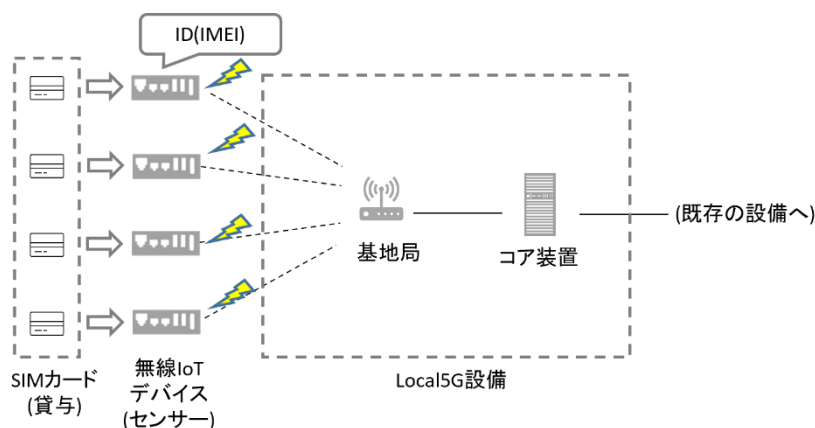 ID(IMEI)
基地局
コア装置
(既存の設備へ)
SIMカード
(貸与)
無線IoT
デバイス
(センサー)
Local5G設備